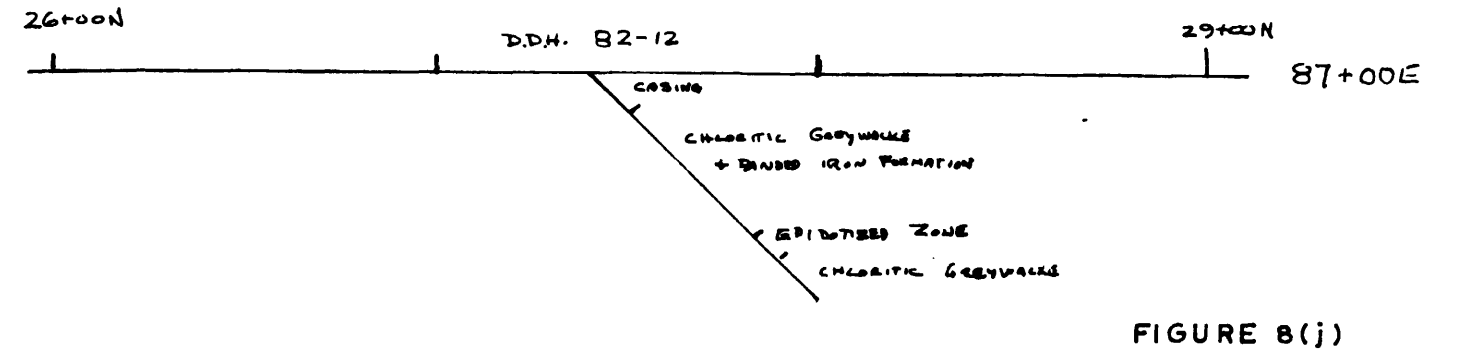 26+00N
D.D.H. 82-12
29+00N
87+00E
CASING
CHLORITIC GREYWACKE
+ BANDED IRON FORMATION
EPIDOTIZED ZONE
CHLORITIC GREYWACKE
FIGURE 8(j)